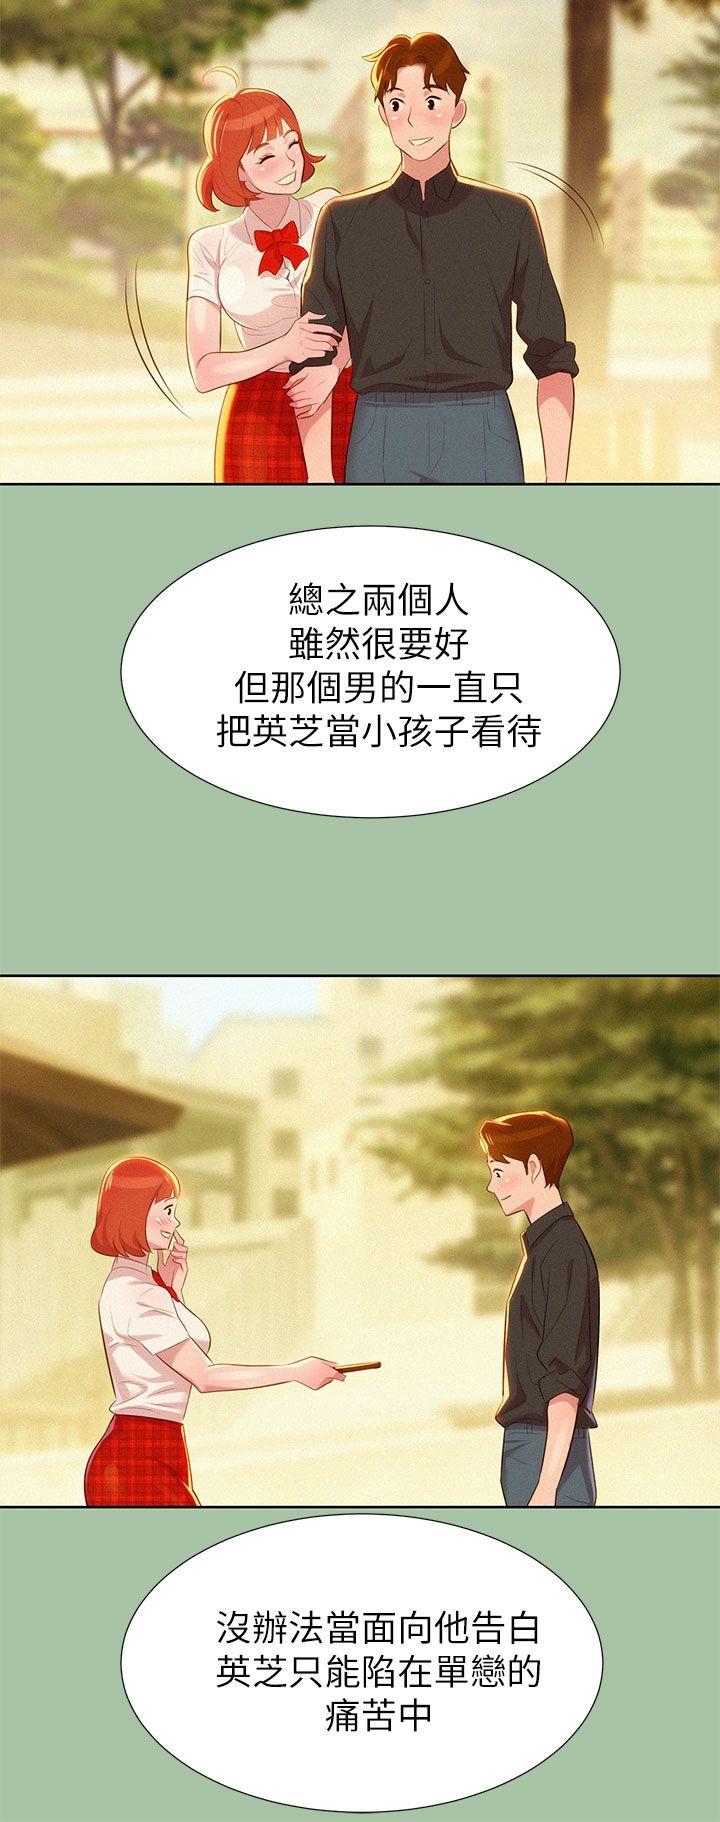 總之兩個人
雖然很要好
但那個男的一直只
把英芝當小孩子看待
沒辦法當面向他告白
英芝只能陷在單戀的
痛苦中